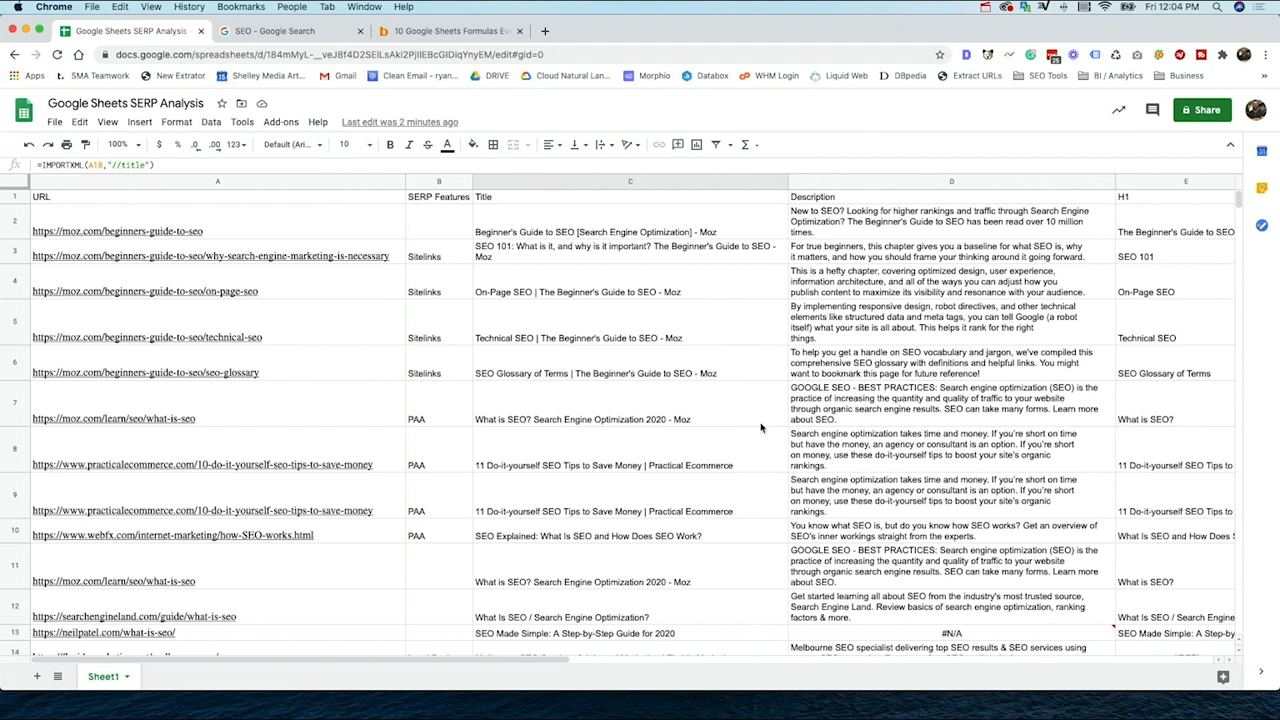 Chrome File Edit View History Bookmarks People Tab Window Help
Fri 12:04 PM
Google Sheets SERP Analysis
SEO - Google Search
10 Google Sheets Formulas Ev
docs.google.com/spreadsheets/d/184mMyL-__veJ8f4D2SElLsAkI2PjIlEBcGIDiqYnyEM/edit#gid=0
25
Apps SMA Teamwork New Extrator Shelley Media Art... Gmail Clean Email - ryan... DRIVE Cloud Natural Lan... Morphio Databox WHM Login Liquid Web DBpedia Extract URLs SEO Tools BI / Analytics Business
Google Sheets SERP Analysis
Share
File Edit View Insert Format Data Tools Add-ons Help Last edit was 2 minutes ago
100% $ % .0 .00 123 Default (Ari... 10 B I S A
fx =IMPORTXML(A18,"//title")
A B C D E
1 URL SERP Features Title Description H1
New to SEO? Looking for higher rankings and traffic through Search Engine
Optimization? The Beginner's Guide to SEO has been read over 10 million
2 https://moz.com/beginners-guide-to-seo Beginner's Guide to SEO [Search Engine Optimization] - Moz times. The Beginner's Guide to SEO
SEO 101: What is it, and why is it important? The Beginner's Guide to SEO - For true beginners, this chapter gives you a baseline for what SEO is, why
3 https://moz.com/beginners-guide-to-seo/why-search-engine-marketing-is-necessary Sitelinks Moz it matters, and how you should frame your thinking around it going forward. SEO 101
This is a hefty chapter, covering optimized design, user experience,
information architecture, and all of the ways you can adjust how you
4 https://moz.com/beginners-guide-to-seo/on-page-seo Sitelinks On-Page SEO | The Beginner's Guide to SEO - Moz publish content to maximize its visibility and resonance with your audience. On-Page SEO
By implementing responsive design, robot directives, and other technical
elements like structured data and meta tags, you can tell Google (a robot
itself) what your site is all about. This helps it rank for the right
5 https://moz.com/beginners-guide-to-seo/technical-seo Sitelinks Technical SEO | The Beginner's Guide to SEO - Moz things. Technical SEO
To help you get a handle on SEO vocabulary and jargon, we've compiled this
comprehensive SEO glossary with definitions and helpful links. You might
6 https://moz.com/beginners-guide-to-seo/seo-glossary Sitelinks SEO Glossary of Terms | The Beginner's Guide to SEO - Moz want to bookmark this page for future reference! SEO Glossary of Terms
GOOGLE SEO - BEST PRACTICES: Search engine optimization (SEO) is the
practice of increasing the quantity and quality of traffic to your website
through organic search engine results. SEO can take many forms. Learn more
7 https://moz.com/learn/seo/what-is-seo PAA What is SEO? Search Engine Optimization 2020 - Moz about SEO. What is SEO?
Search engine optimization takes time and money. If you're short on time
but have the money, an agency or consultant is an option. If you're short
on money, use these do-it-yourself tips to boost your site's organic
8 https://www.practicalecommerce.com/10-do-it-yourself-seo-tips-to-save-money PAA 11 Do-it-yourself SEO Tips to Save Money | Practical Ecommerce rankings. 11 Do-it-yourself SEO Tips to
Search engine optimization takes time and money. If you're short on time
but have the money, an agency or consultant is an option. If you're short
on money, use these do-it-yourself tips to boost your site's organic
9 https://www.practicalecommerce.com/10-do-it-yourself-seo-tips-to-save-money PAA 11 Do-it-yourself SEO Tips to Save Money | Practical Ecommerce rankings. 11 Do-it-yourself SEO Tips to
You know what SEO is, but do you know how SEO works? Get an overview of
10 https://www.webfx.com/internet-marketing/how-SEO-works.html PAA SEO Explained: What Is SEO and How Does SEO Work? SEO's inner workings straight from the experts. What Is SEO and How Does
GOOGLE SEO - BEST PRACTICES: Search engine optimization (SEO) is the
practice of increasing the quantity and quality of traffic to your website
through organic search engine results. SEO can take many forms. Learn more
11 https://moz.com/learn/seo/what-is-seo What is SEO? Search Engine Optimization 2020 - Moz about SEO. What is SEO?
Get started learning all about SEO from the industry's most trusted source,
Search Engine Land. Review basics of search engine optimization, ranking
12 https://searchengineland.com/guide/what-is-seo What Is SEO / Search Engine Optimization? factors & more. What Is SEO / Search Engine
13 https://neilpatel.com/what-is-seo/ SEO Made Simple: A Step-by-Step Guide for 2020 #N/A SEO Made Simple: A Step-by
14 Melbourne SEO specialist delivering top SEO results & SEO services using
Sheet1